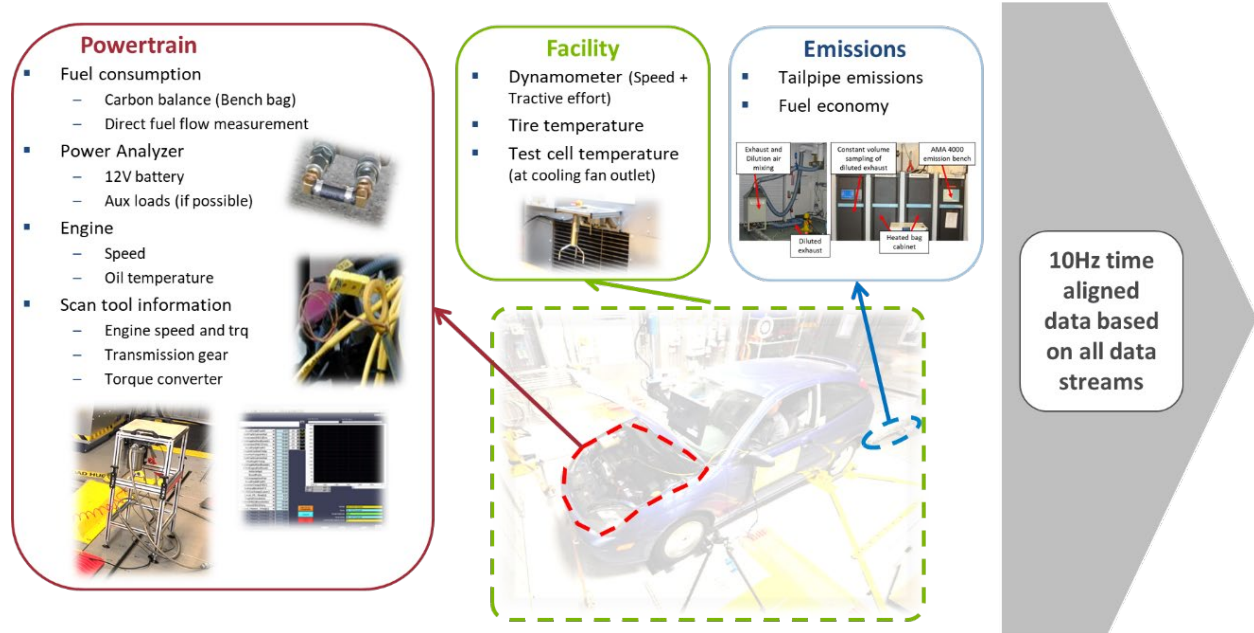 Powertrain
▪ Fuel consumption
– Carbon balance (Bench bag)
– Direct fuel flow measurement
▪ Power Analyzer
– 12V battery
– Aux loads (if possible)
▪ Engine
– Speed
– Oil temperature
▪ Scan tool information
– Engine speed and trq
– Transmission gear
– Torque converter
Facility
▪ Dynamometer (Speed +
Tractive effort)
▪ Tire temperature
▪ Test cell temperature
(at cooling fan outlet)
Emissions
▪ Tailpipe emissions
▪ Fuel economy
Exhaust and
Dilution air
mixing
Constant volume
sampling of
diluted exhaust
AMA 4000
emission bench
Diluted
exhaust
Heated bag
cabinet
10Hz time
aligned
data based
on all data
streams